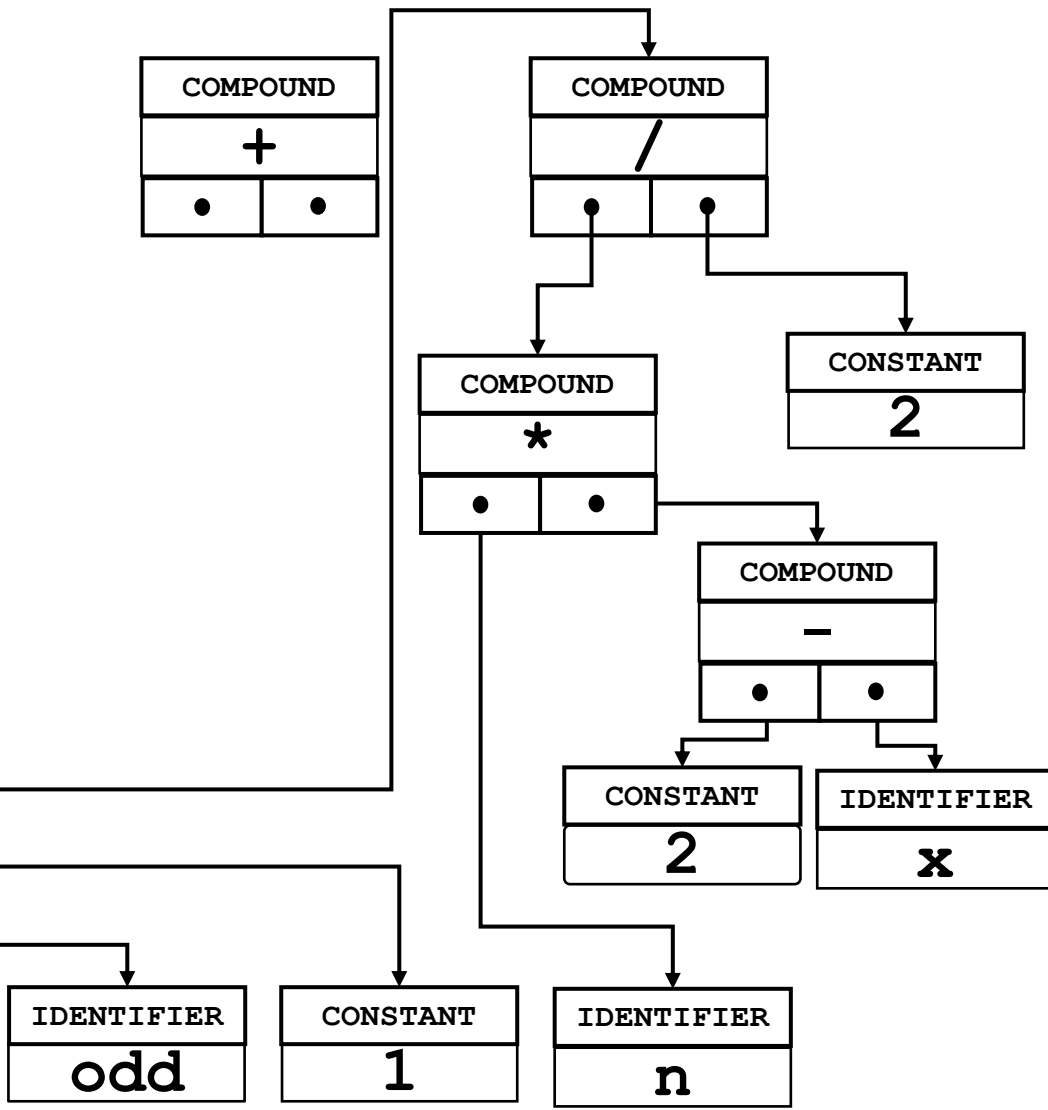 COMPOUND
+
COMPOUND
/
COMPOUND
*
CONSTANT
2
COMPOUND
-
CONSTANT
2
IDENTIFIER
x
IDENTIFIER
odd
CONSTANT
1
IDENTIFIER
n